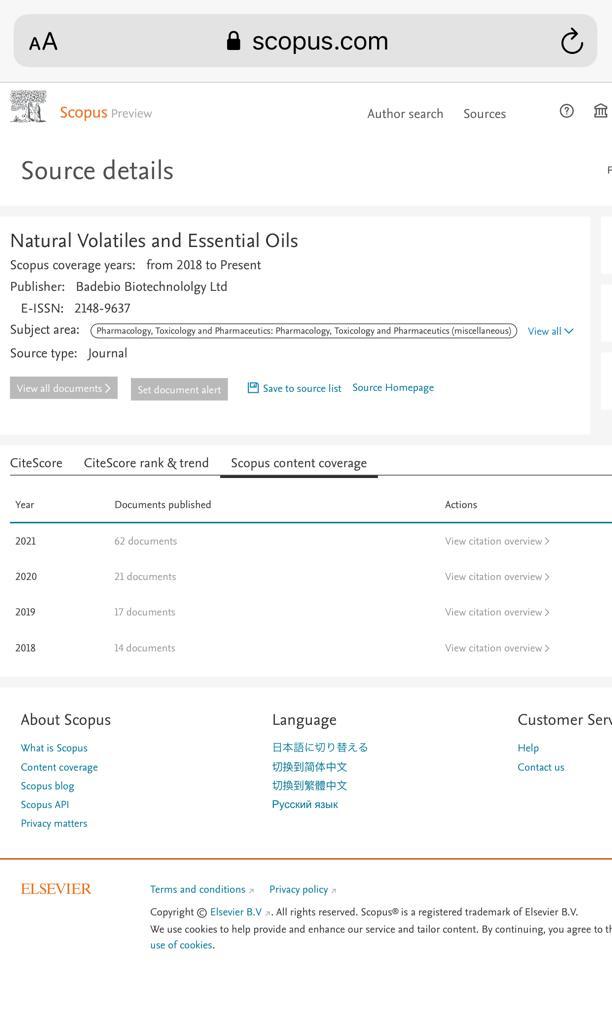 AA scopus.com
Scopus Preview Author search Sources
Source details
Natural Volatiles and Essential Oils
Scopus coverage years: from 2018 to Present
Publisher: Badebio Biotechnololgy Ltd
E-ISSN: 2148-9637
Subject area: Pharmacology, Toxicology and Pharmaceutics: Pharmacology, Toxicology and Pharmaceutics (miscellaneous) View all
Source type: Journal
View all documents > Set document alert Save to source list Source Homepage
CiteScore CiteScore rank & trend Scopus content coverage
Year Documents published Actions
2021 62 documents View citation overview >
2020 21 documents View citation overview >
2019 17 documents View citation overview >
2018 14 documents View citation overview >
About Scopus Language Customer Serv
What is Scopus 日本語に切り替える Help
Content coverage 切换到简体中文 Contact us
Scopus blog 切換到繁體中文
Scopus API Русский язык
Privacy matters
ELSEVIER Terms and conditions ↗ Privacy policy ↗
Copyright © Elsevier B.V ↗. All rights reserved. Scopus® is a registered trademark of Elsevier B.V.
We use cookies to help provide and enhance our service and tailor content. By continuing, you agree to th
use of cookies.